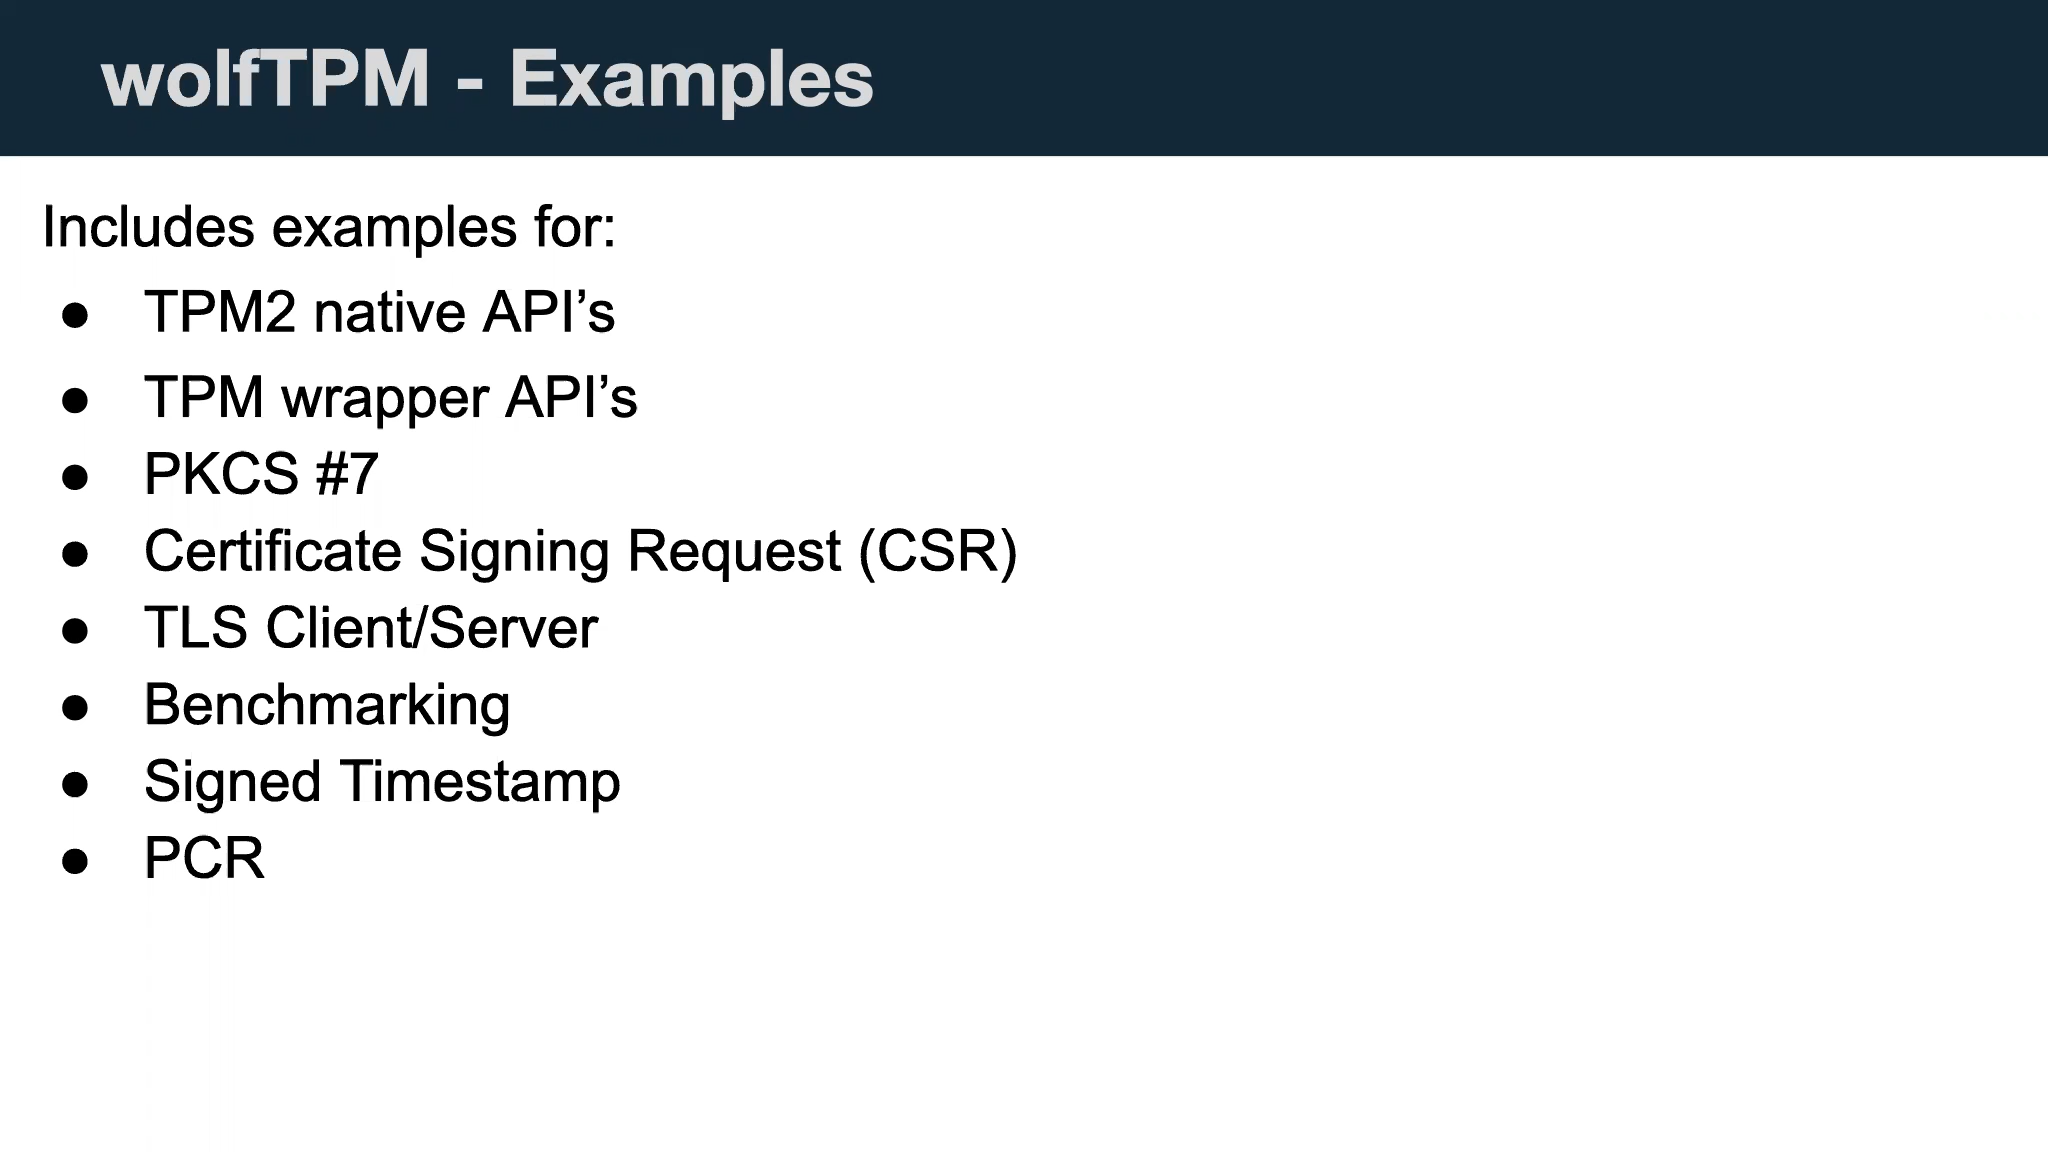 wolfTPM - Examples
Includes examples for:
● TPM2 native API’s
● TPM wrapper API’s
● PKCS #7
● Certificate Signing Request (CSR)
● TLS Client/Server
● Benchmarking
● Signed Timestamp
● PCR